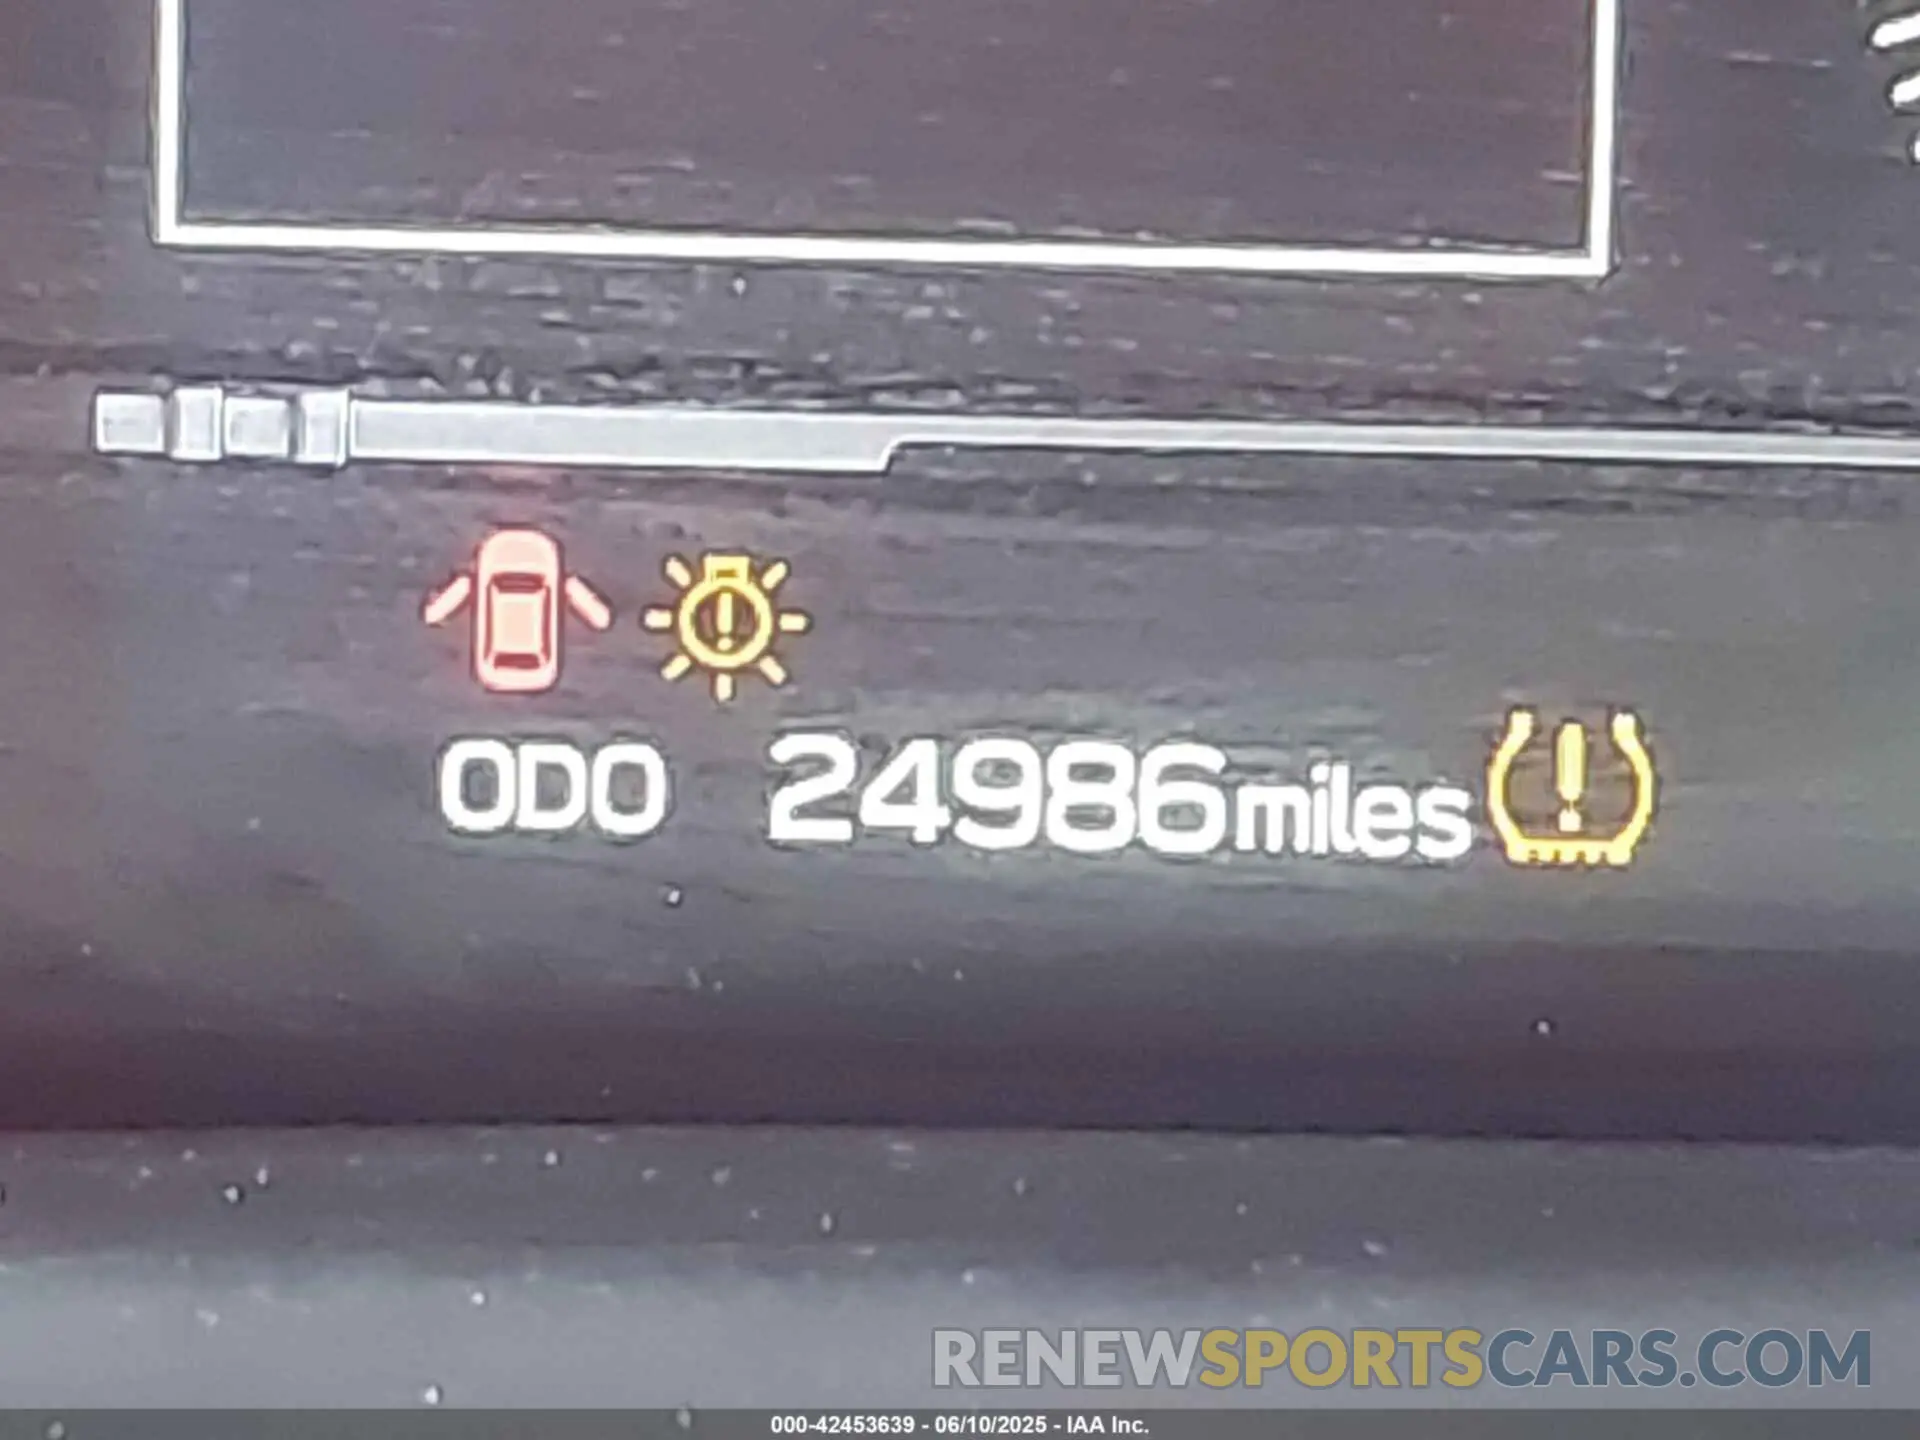 ODO 24986miles
RENEWSPORTSCARS.COM
000-42453639 - 06/10/2025 - IAA Inc.